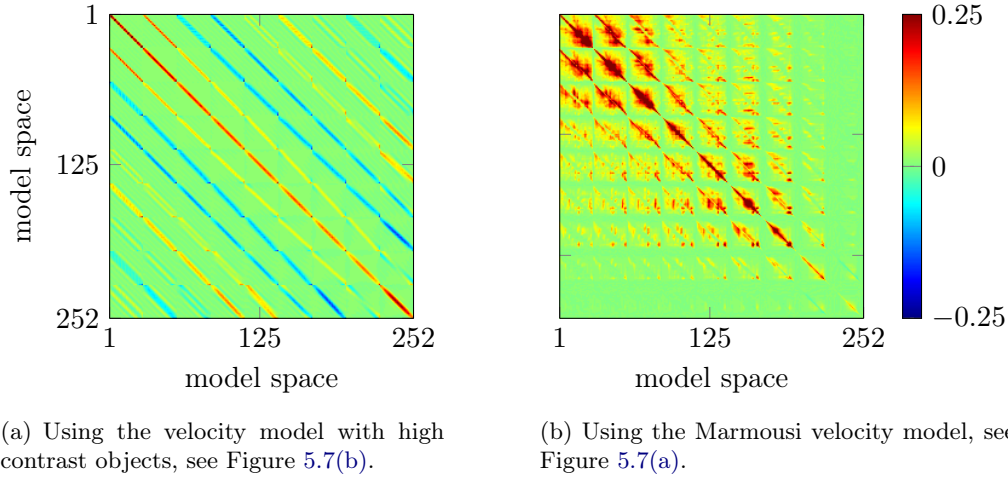 1
125
252
1
125
252
model space
model space
1
125
252
model space
0.25
0
−0.25
(a) Using the velocity model with high
contrast objects, see Figure 5.7(b).
(b) Using the Marmousi velocity model, see
Figure 5.7(a).